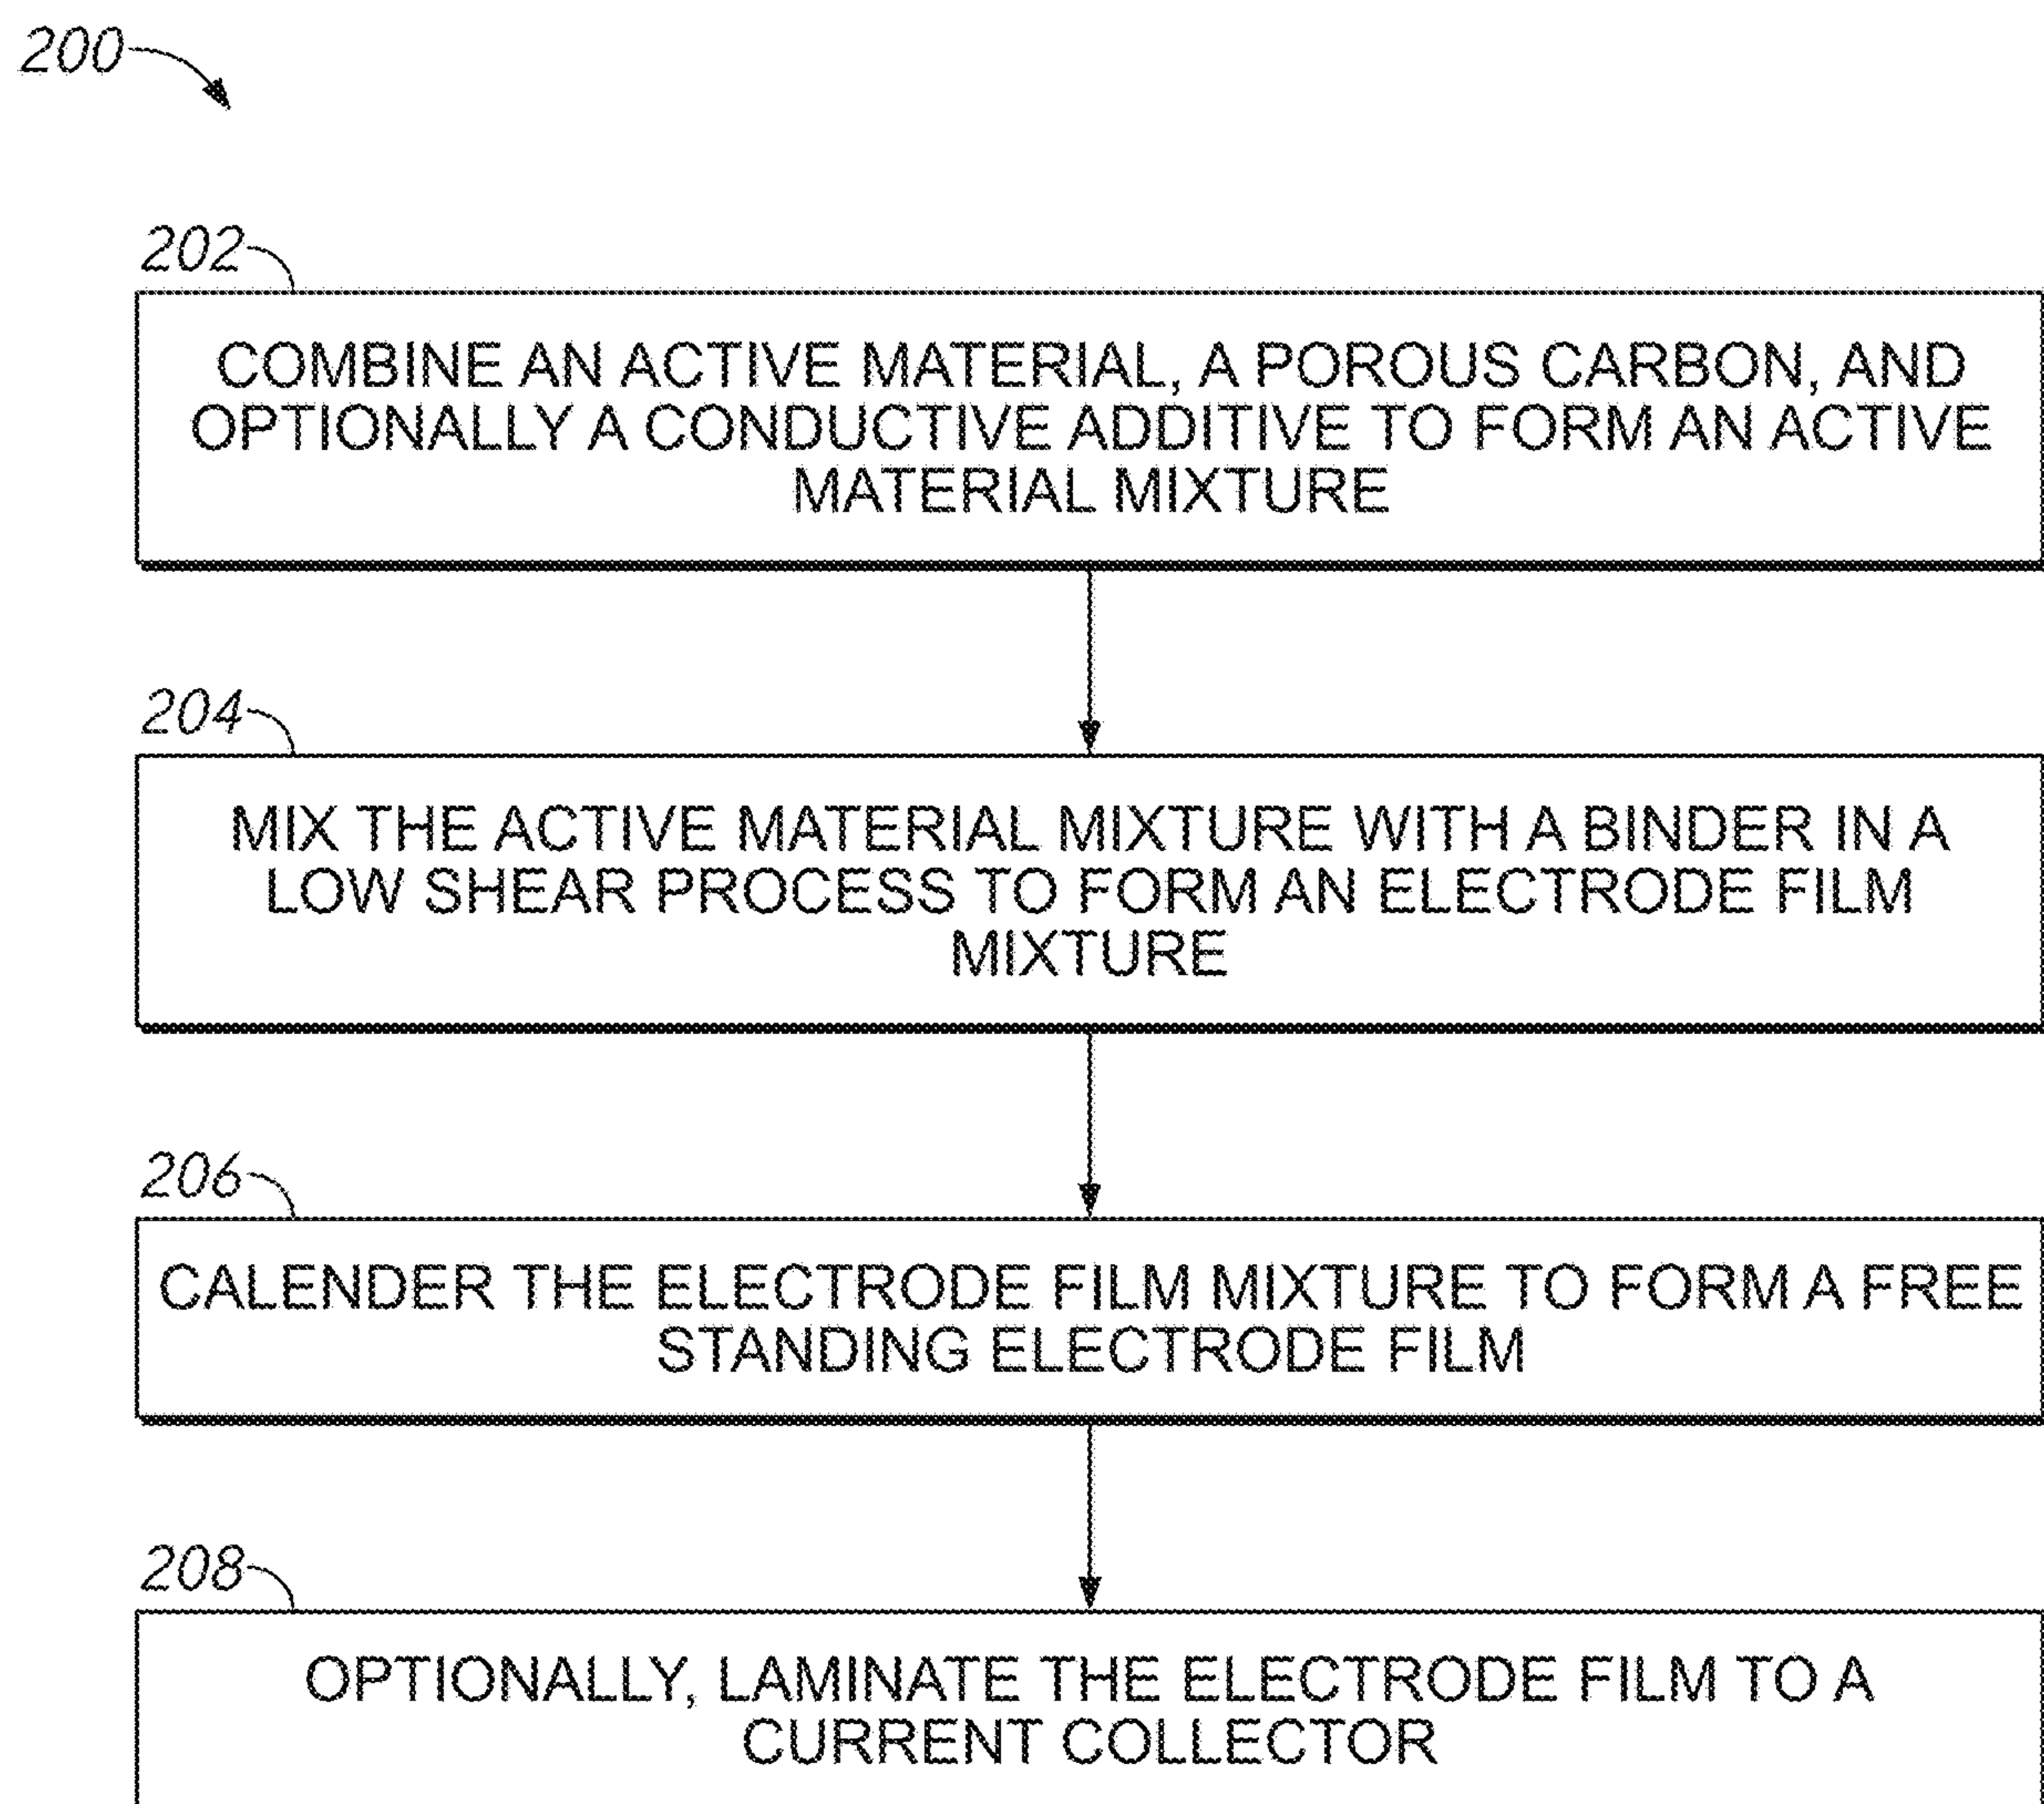 200
202
COMBINE AN ACTIVE MATERIAL, A POROUS CARBON, AND
OPTIONALLY A CONDUCTIVE ADDITIVE TO FORM AN ACTIVE
MATERIAL MIXTURE
204
MIX THE ACTIVE MATERIAL MIXTURE WITH A BINDER IN A
LOW SHEAR PROCESS TO FORM AN ELECTRODE FILM
MIXTURE
206
CALENDER THE ELECTRODE FILM MIXTURE TO FORM A FREE
STANDING ELECTRODE FILM
208
OPTIONALLY, LAMINATE THE ELECTRODE FILM TO A
CURRENT COLLECTOR